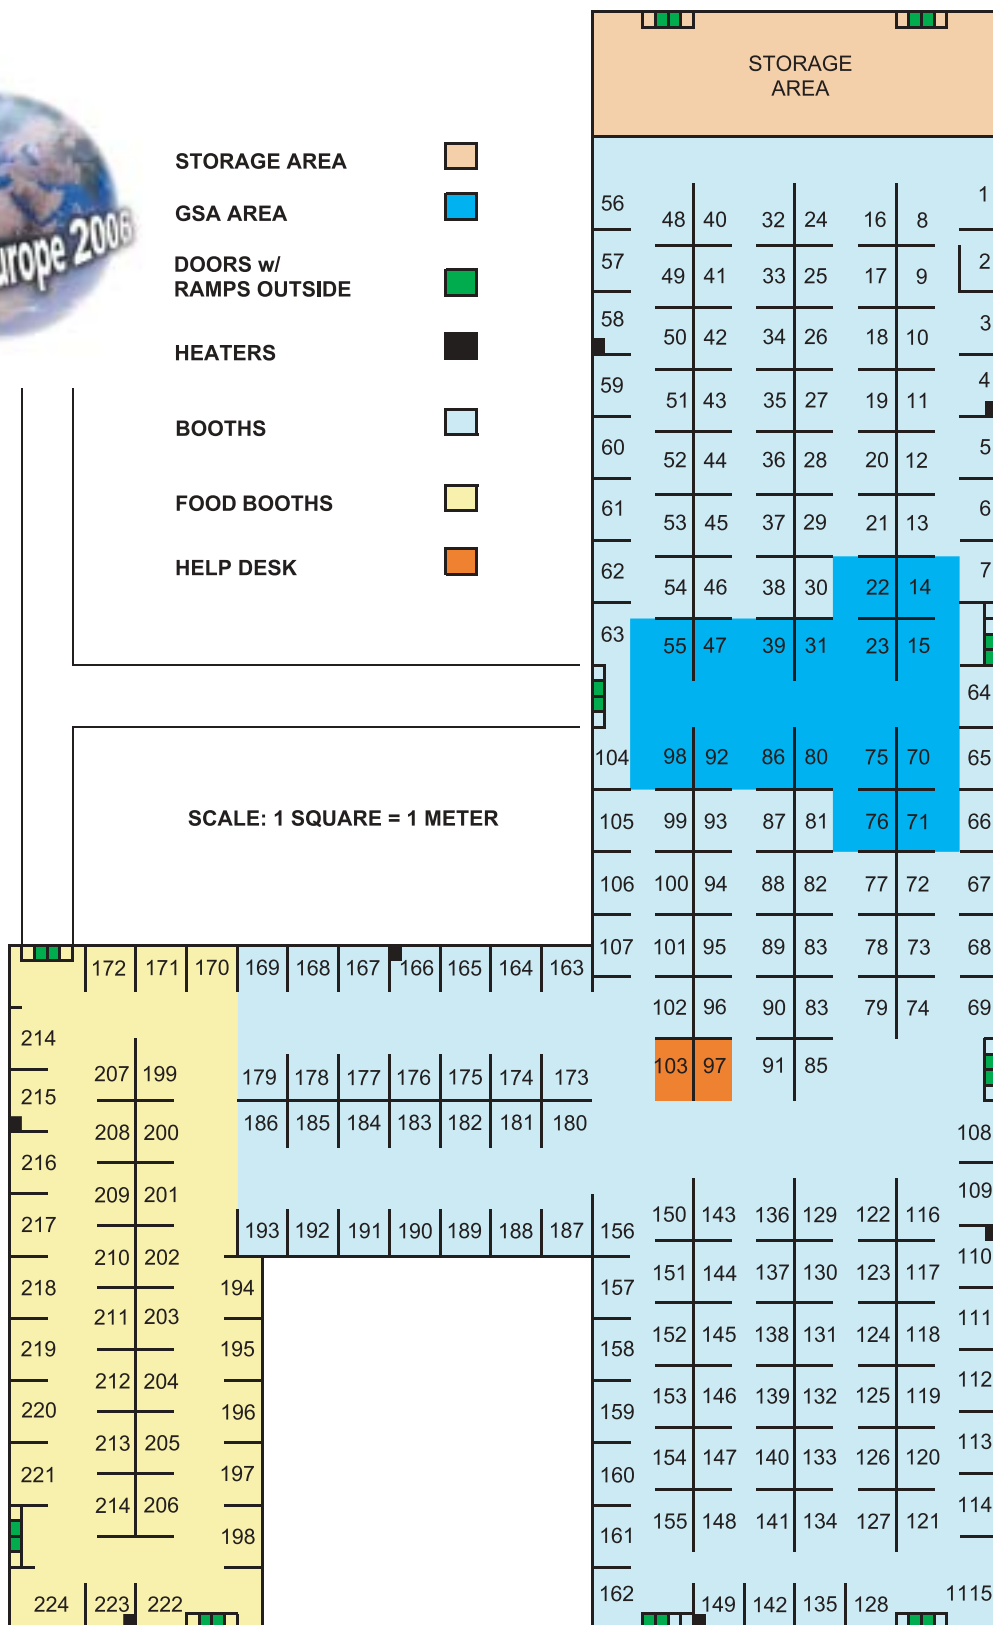 STORAGE
AREA
urope 2006
STORAGE AREA
GSA AREA
DOORS w/
RAMPS OUTSIDE
HEATERS
BOOTHS
FOOD BOOTHS
HELP DESK
SCALE: 1 SQUARE = 1 METER
56 48 40 32 24 16 8 1
57 49 41 33 25 17 9 2
58 50 42 34 26 18 10 3
59 51 43 35 27 19 11 4
60 52 44 36 28 20 12 5
61 53 45 37 29 21 13 6
62 54 46 38 30 22 14 7
63 55 47 39 31 23 15
64
104 98 92 86 80 75 70 65
105 99 93 87 81 76 71 66
106 100 94 88 82 77 72 67
107 101 95 89 83 78 73 68
102 96 90 83 79 74 69
103 97 91 85
172 171 170 169 168 167 166 165 164 163
179 178 177 176 175 174 173
186 185 184 183 182 181 180
193 192 191 190 189 188 187
214
215 207 199
216 208 200
217 209 201
218 210 202 194
219 211 203 195
220 212 204 196
221 213 205 197
214 206 198
224 223 222
108
109
156 150 143 136 129 122 116 110
157 151 144 137 130 123 117 111
158 152 145 138 131 124 118 112
159 153 146 139 132 125 119 113
160 154 147 140 133 126 120 114
161 155 148 141 134 127 121
162 149 142 135 128 1115